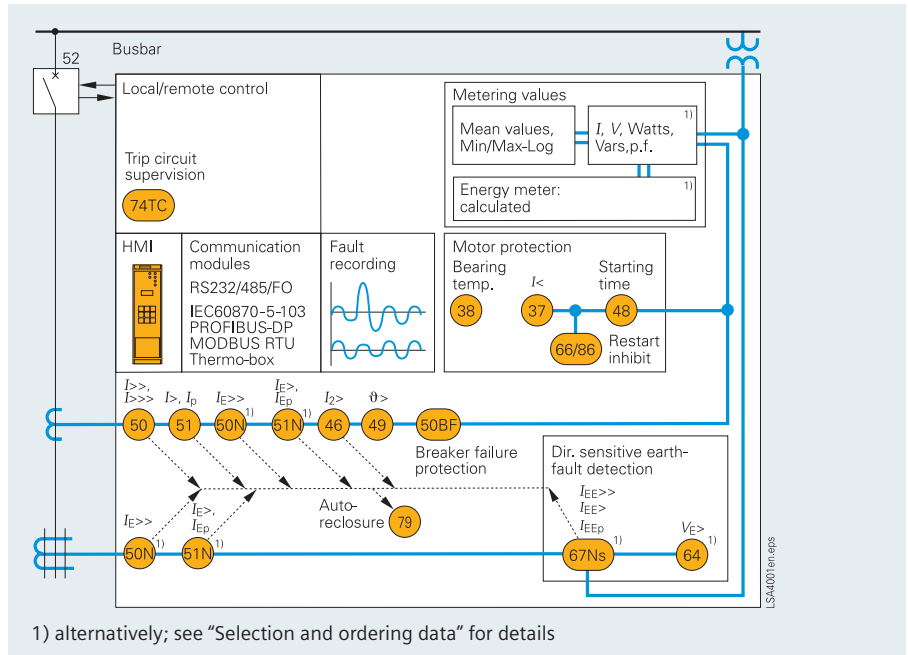 52
Busbar
Local/remote control
Trip circuit
supervision
74TC
Metering values
Mean values,
Min/Max-Log
1)
I, V, Watts,
Vars,p.f.
Energy meter:
calculated
1)
HMI
Communication
modules
RS232/485/FO
IEC60870-5-103
PROFIBUS-DP
MODBUS RTU
Thermo-box
Fault
recording
Motor protection
Bearing
temp.
38
I<
37
Starting
time
48
66/86
Restart
inhibit
I>>,
I>>>
50
I>, Ip
51
IE>>
50N
1)
IE>,
IEp
51N
1)
I2>
46
ϑ>
49
50BF
Breaker failure
protection
Auto-
reclosure
79
IE>>
50N
1)
IE>,
IEp
51N
1)
Dir. sensitive earth-
fault detection
IEE>>
IEE>
IEEp
67Ns
1)
VE>
64
1)
LSA4001en.eps
1) alternatively; see “Selection and ordering data” for details